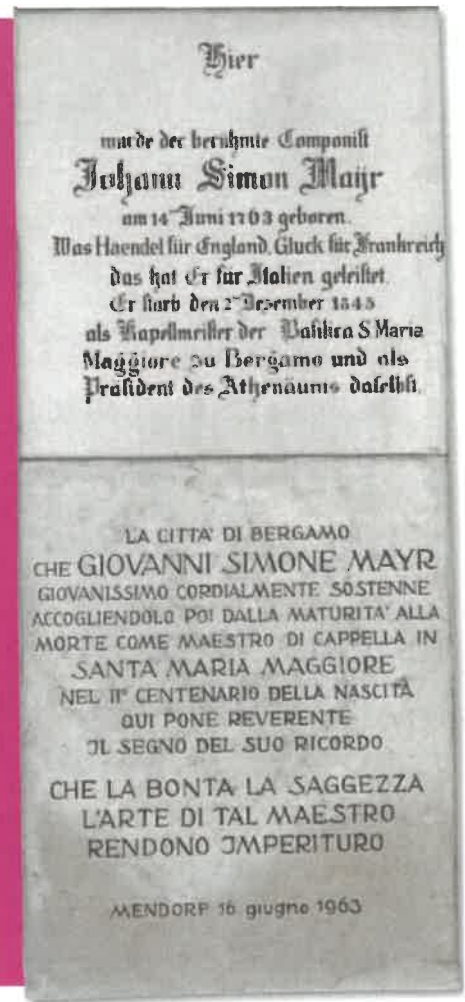 Hier
wurde der berühmte Componist
Johann Simon Mayr
am 14ten Juni 1763 geboren.
Was Haendel für England, Gluck für Frankreich
das hat Er für Italien geleistet.
Er starb den 2ten Dezember 1845
als Kapellmeister der Basilica S Maria
Maggiore zu Bergamo und als
Präsident des Athenäums daselbst.
LA CITTA' DI BERGAMO
CHE GIOVANNI SIMONE MAYR
GIOVANISSIMO CORDIALMENTE SOSTENNE
ACCOGLIENDOLO POI DALLA MATURITA' ALLA
MORTE COME MAESTRO DI CAPPELLA IN
SANTA MARIA MAGGIORE
NEL II° CENTENARIO DELLA NASCITÀ
QUI PONE REVERENTE
IL SEGNO DEL SUO RICORDO
CHE LA BONTA LA SAGGEZZA
L'ARTE DI TAL MAESTRO
RENDONO IMPERITURO
MENDORF 16 giugno 1963